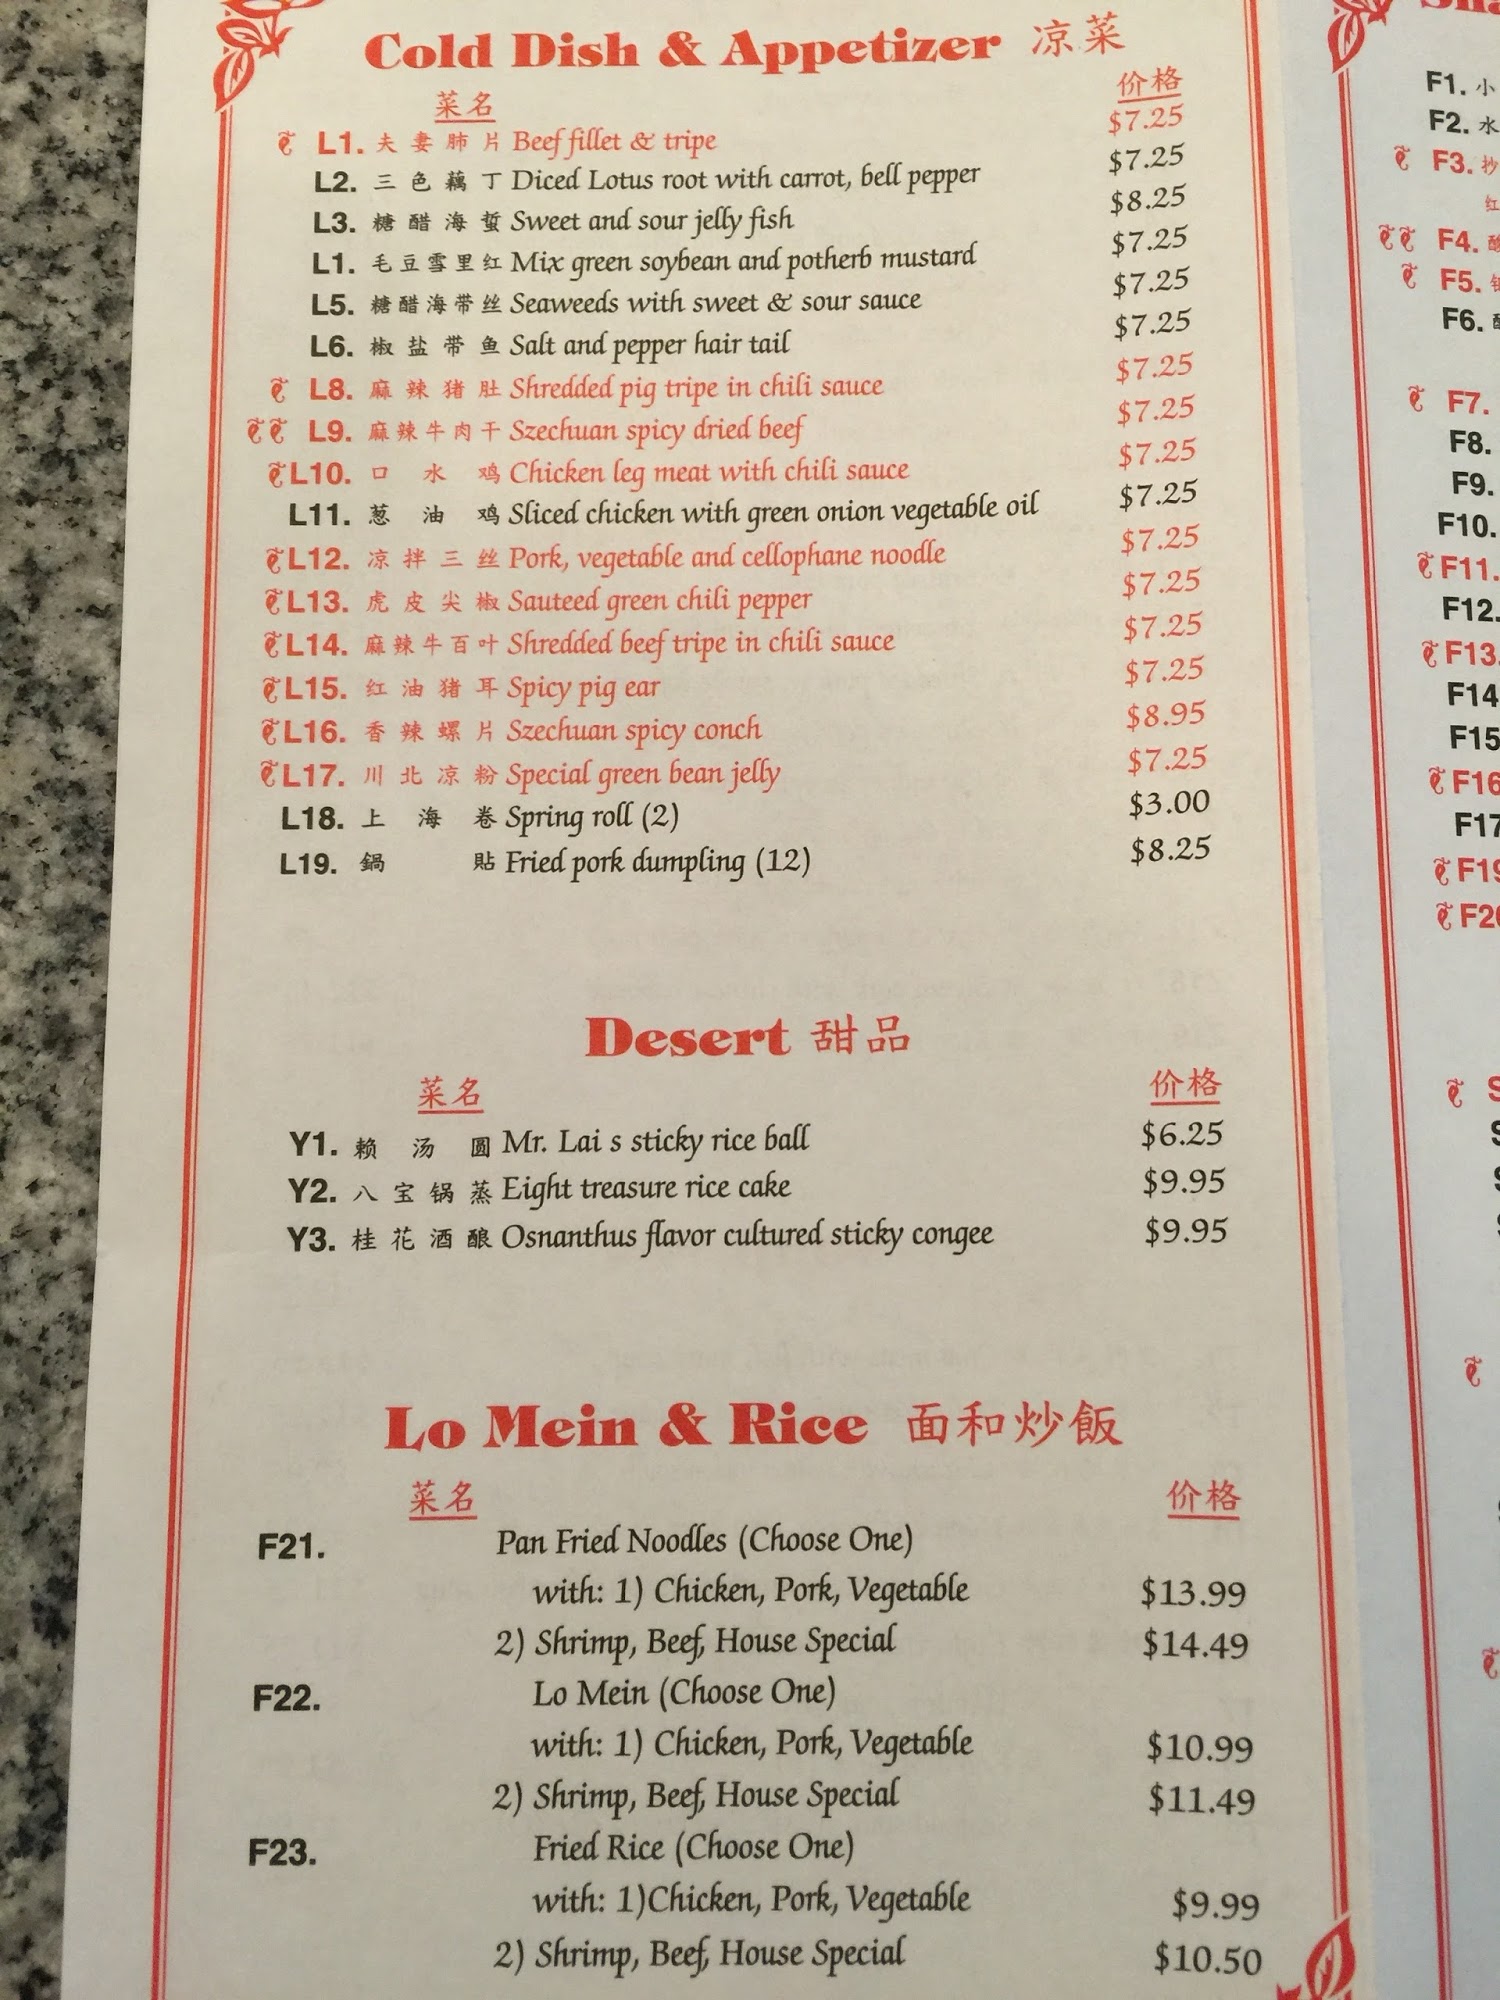 Cold Dish & Appetizer 凉菜
菜名 价格
L1. 夫妻肺片 Beef fillet & tripe $7.25
L2. 三色藕丁 Diced Lotus root with carrot, bell pepper $7.25
L3. 糖醋海蜇 Sweet and sour jelly fish $8.25
L1. 毛豆雪里红 Mix green soybean and potherb mustard $7.25
L5. 糖醋海带丝 Seaweeds with sweet & sour sauce $7.25
L6. 椒盐带鱼 Salt and pepper hair tail $7.25
L8. 麻辣猪肚 Shredded pig tripe in chili sauce $7.25
L9. 麻辣牛肉干 Szechuan spicy dried beef $7.25
L10. 口水鸡 Chicken leg meat with chili sauce $7.25
L11. 葱油鸡 Sliced chicken with green onion vegetable oil $7.25
L12. 凉拌三丝 Pork, vegetable and cellophane noodle $7.25
L13. 虎皮尖椒 Sauteed green chili pepper $7.25
L14. 麻辣牛百叶 Shredded beef tripe in chili sauce $7.25
L15. 红油猪耳 Spicy pig ear $7.25
L16. 香辣螺片 Szechuan spicy conch $8.95
L17. 川北凉粉 Special green bean jelly $7.25
L18. 上海卷 Spring roll (2) $3.00
L19. 鍋貼 Fried pork dumpling (12) $8.25
Desert 甜品
菜名 价格
Y1. 赖汤圆 Mr. Lai s sticky rice ball $6.25
Y2. 八宝锅蒸 Eight treasure rice cake $9.95
Y3. 桂花酒酿 Osnanthus flavor cultured sticky congee $9.95
Lo Mein & Rice 面和炒飯
菜名 价格
F21. Pan Fried Noodles (Choose One)
with: 1) Chicken, Pork, Vegetable $13.99
2) Shrimp, Beef, House Special $14.49
F22. Lo Mein (Choose One)
with: 1) Chicken, Pork, Vegetable $10.99
2) Shrimp, Beef, House Special $11.49
F23. Fried Rice (Choose One)
with: 1)Chicken, Pork, Vegetable $9.99
2) Shrimp, Beef, House Special $10.50
F1. 小
F2. 水
F3. 抄
红
F4.
F5.
F6.
F7.
F8.
F9.
F10.
F11.
F12.
F13.
F14
F15
F16
F17
F19